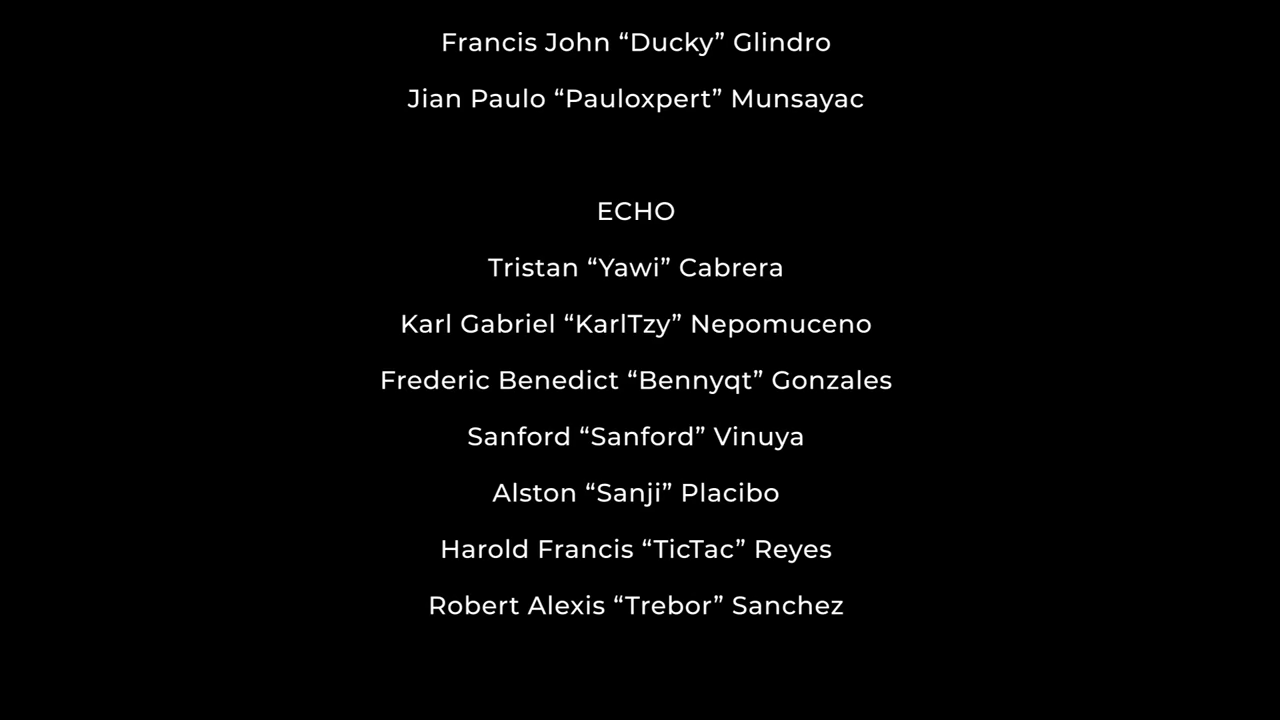 Francis John “Ducky” Glindro
Jian Paulo “Pauloxpert” Munsayac
ECHO
Tristan “Yawi” Cabrera
Karl Gabriel “KarlTzy” Nepomuceno
Frederic Benedict “Bennyqt” Gonzales
Sanford “Sanford” Vinuya
Alston “Sanji” Placibo
Harold Francis “TicTac” Reyes
Robert Alexis “Trebor” Sanchez